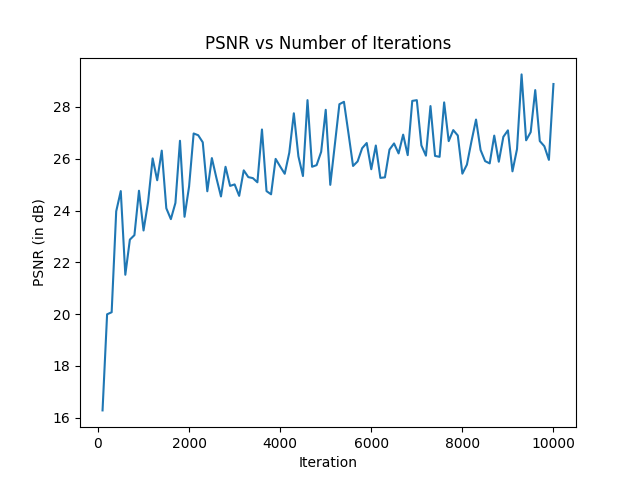 PSNR vs Number of Iterations
28
26
24
22
20
18
16
PSNR (in dB)
0 2000 4000 6000 8000 10000
Iteration